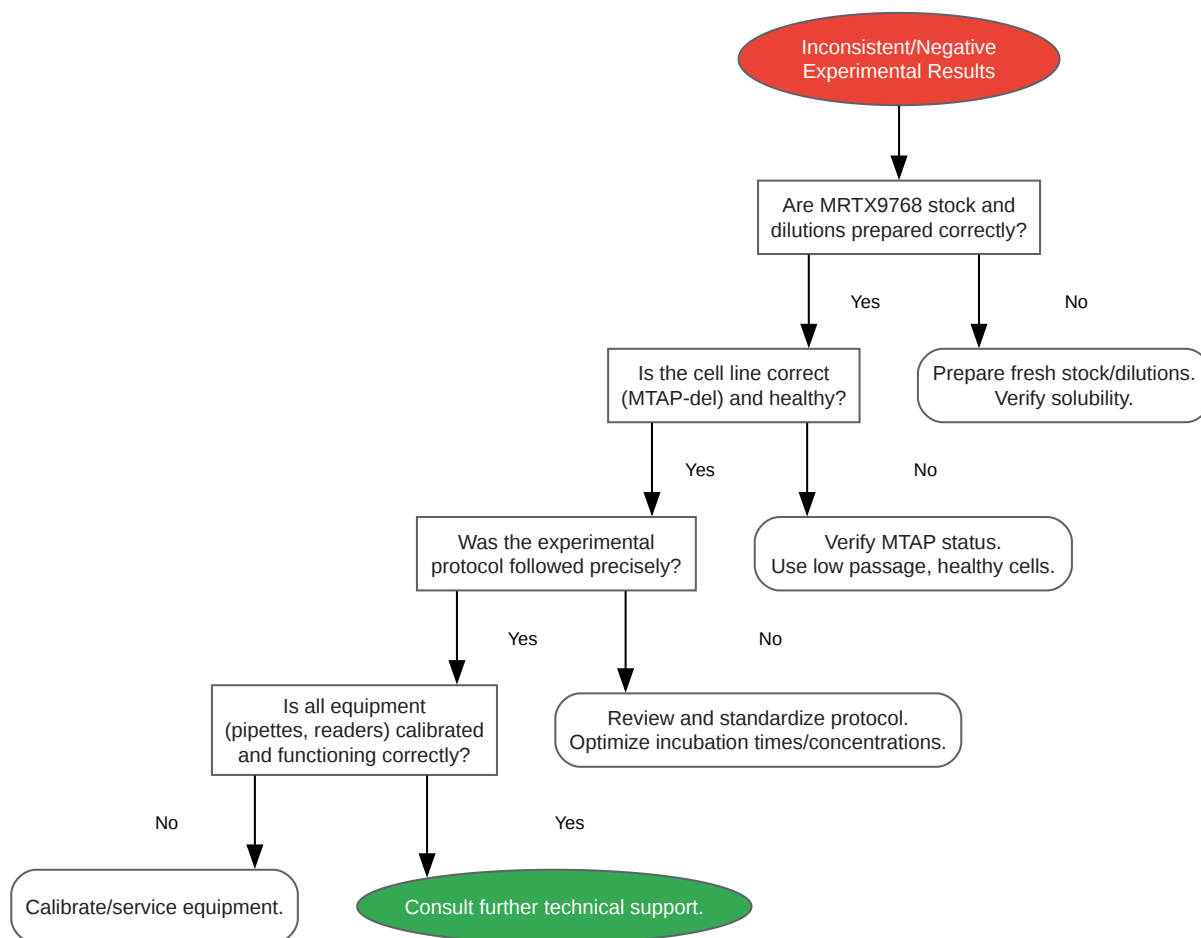 Inconsistent/Negative
Experimental Results
Are MRTX9768 stock and
dilutions prepared correctly?
Yes
No
Is the cell line correct
(MTAP-del) and healthy?
Prepare fresh stock/dilutions.
Verify solubility.
Yes
No
Was the experimental
protocol followed precisely?
Verify MTAP status.
Use low passage, healthy cells.
Yes
No
Is all equipment
(pipettes, readers) calibrated
and functioning correctly?
Review and standardize protocol.
Optimize incubation times/concentrations.
No
Yes
Calibrate/service equipment.
Consult further technical support.